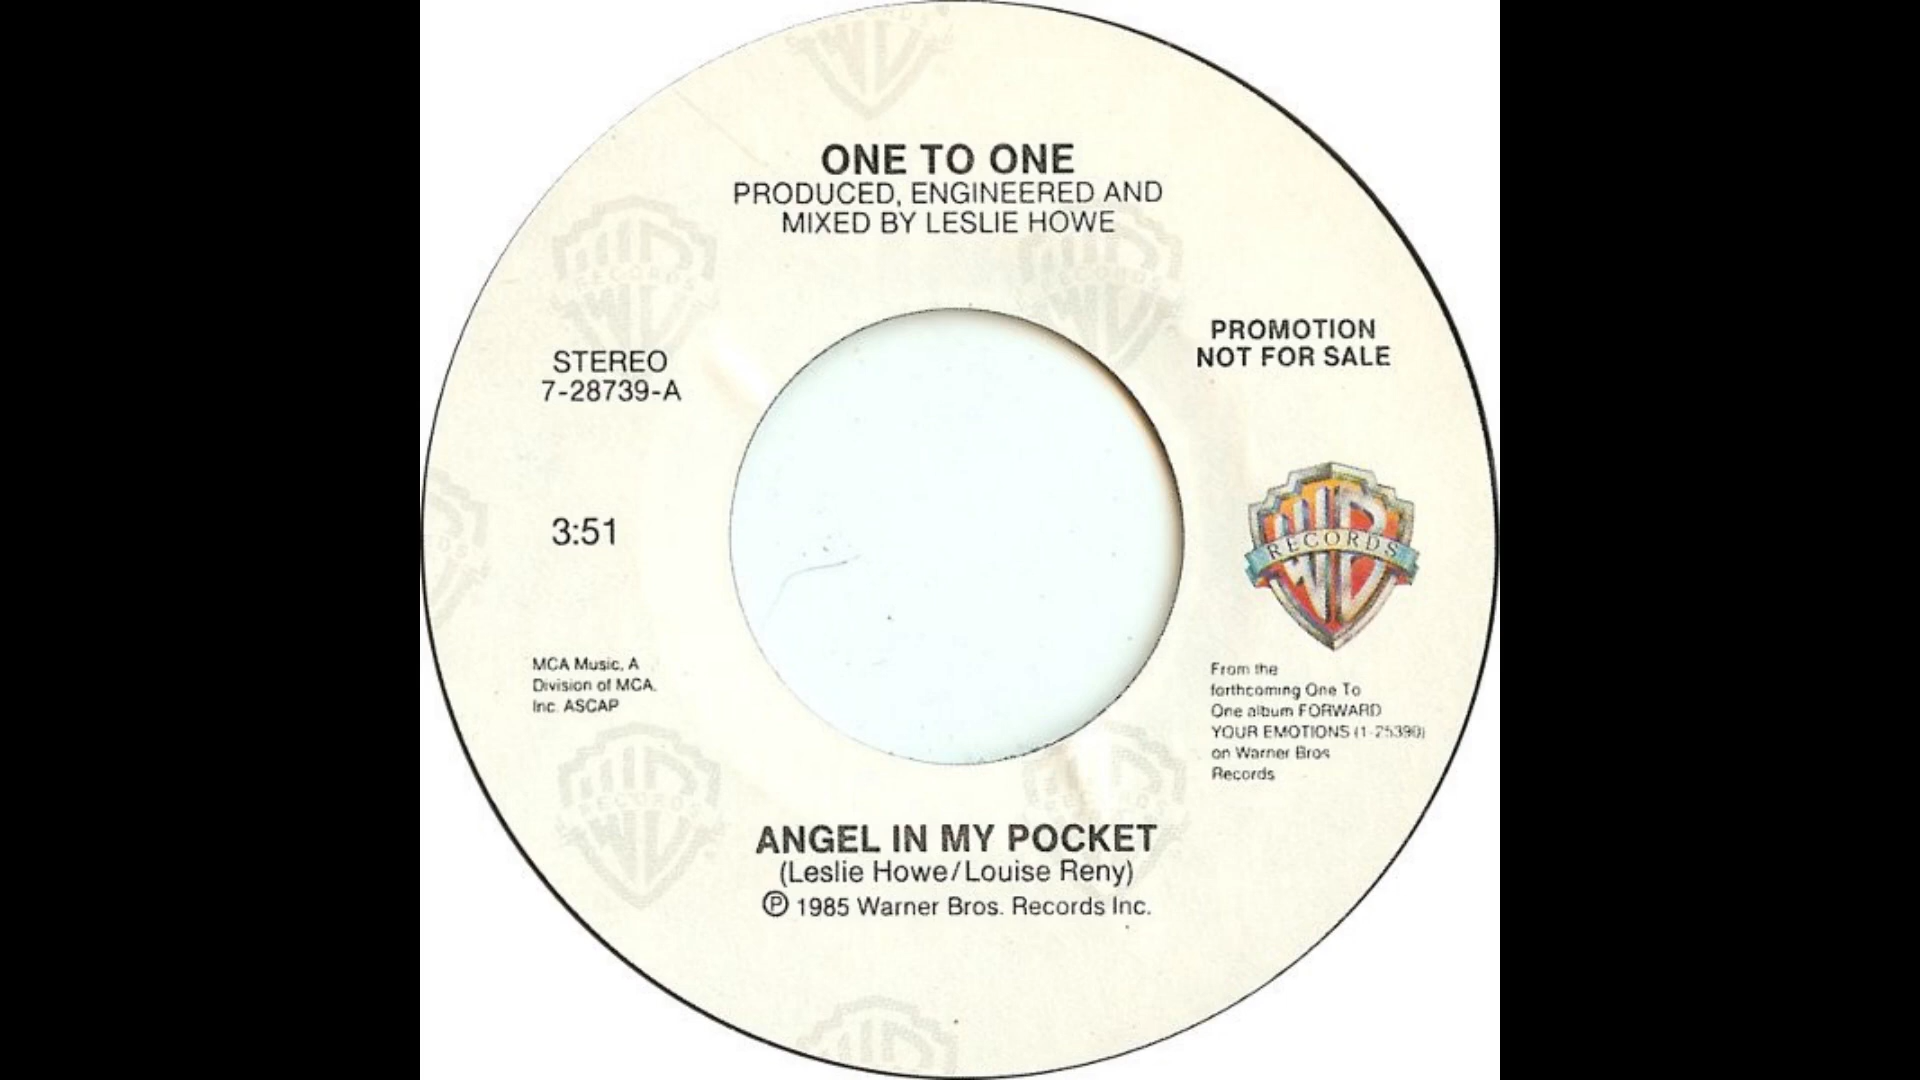 ONE TO ONE
PRODUCED, ENGINEERED AND
MIXED BY LESLIE HOWE
STEREO
7-28739-A
PROMOTION
NOT FOR SALE
3:51
WB
RECORDS
MCA Music, A
Division of MCA,
Inc. ASCAP
From the
forthcoming One To
One album FORWARD
YOUR EMOTIONS (1-25390)
on Warner Bros.
Records
ANGEL IN MY POCKET
(Leslie Howe/Louise Reny)
℗ 1985 Warner Bros. Records Inc.